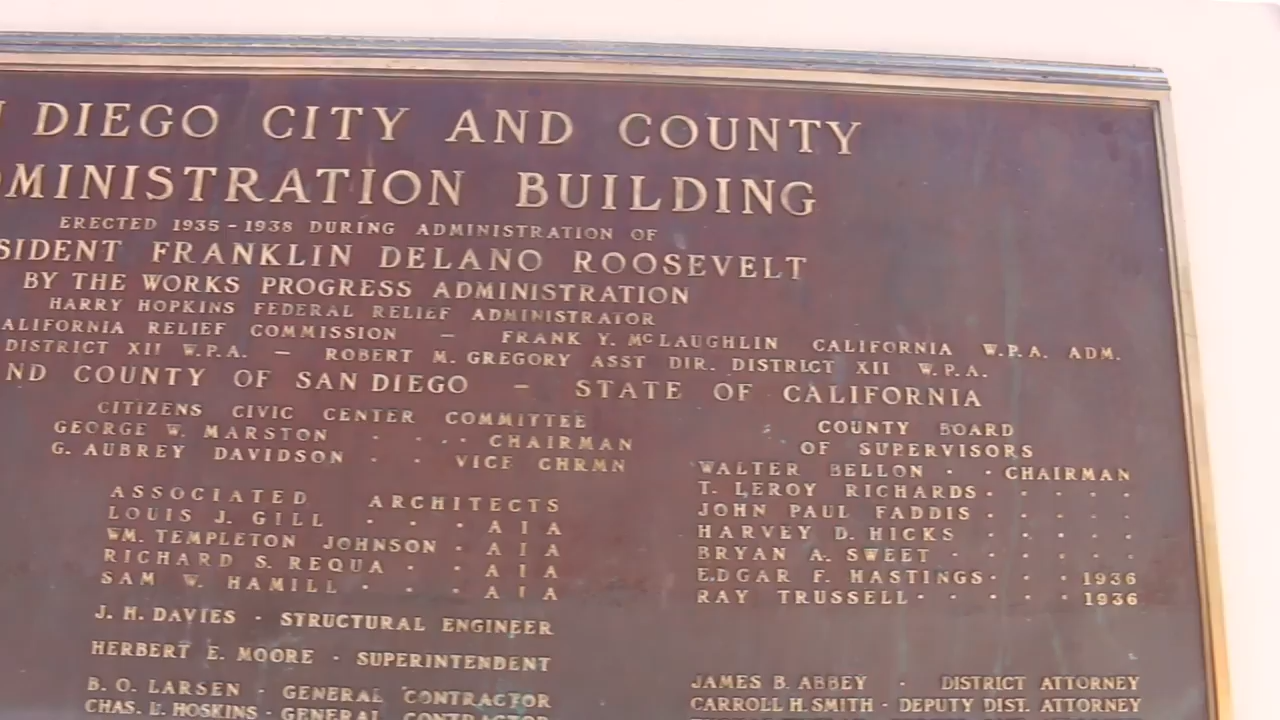 DIEGO CITY AND COUNTY
MINISTRATION BUILDING
ERECTED 1935-1938 DURING ADMINISTRATION OF
SIDENT FRANKLIN DELANO ROOSEVELT
BY THE WORKS PROGRESS ADMINISTRATION
HARRY HOPKINS FEDERAL RELIEF ADMINISTRATOR
ALIFORNIA RELIEF COMMISSION — FRANK Y. McLAUGHLIN CALIFORNIA W.P.A. ADM.
DISTRICT XII W.P.A. — ROBERT M. GREGORY ASST DIR. DISTRICT XII W.P.A.
ND COUNTY OF SAN DIEGO — STATE OF CALIFORNIA
CITIZENS CIVIC CENTER COMMITTEE
GEORGE W. MARSTON · · · · CHAIRMAN
G. AUBREY DAVIDSON · · VICE CHRMN
ASSOCIATED ARCHITECTS
LOUIS J. GILL · · · A I A
WM. TEMPLETON JOHNSON · A I A
RICHARD S. REQUA · · A I A
SAM W. HAMILL · · · A I A
J. H. DAVIES · STRUCTURAL ENGINEER
HERBERT E. MOORE · SUPERINTENDENT
B. O. LARSEN · GENERAL CONTRACTOR
CHAS. L. HOSKINS · GENERAL CONTRACTOR
COUNTY BOARD
OF SUPERVISORS
WALTER BELLON · · CHAIRMAN
T. LEROY RICHARDS · · · · ·
JOHN PAUL FADDIS · · · · ·
HARVEY D. HICKS · · · · ·
BRYAN A. SWEET · · · · ·
EDGAR F. HASTINGS · · · · 1936
RAY TRUSSELL · · · · · 1936
JAMES B. ABBEY · DISTRICT ATTORNEY
CARROLL H. SMITH · DEPUTY DIST. ATTORNEY